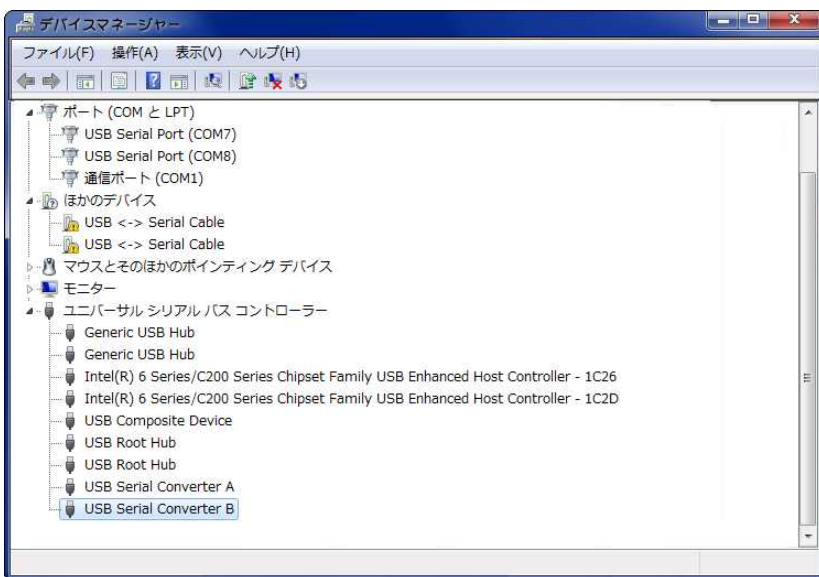 デバイスマネージャー
ファイル(F) 操作(A) 表示(V) ヘルプ(H)
ポート (COM と LPT)
USB Serial Port (COM7)
USB Serial Port (COM8)
通信ポート (COM1)
ほかのデバイス
USB <-> Serial Cable
USB <-> Serial Cable
マウスとそのほかのポインティング デバイス
モニター
ユニバーサル シリアル バス コントローラー
Generic USB Hub
Generic USB Hub
Intel(R) 6 Series/C200 Series Chipset Family USB Enhanced Host Controller - 1C26
Intel(R) 6 Series/C200 Series Chipset Family USB Enhanced Host Controller - 1C2D
USB Composite Device
USB Root Hub
USB Root Hub
USB Serial Converter A
USB Serial Converter B